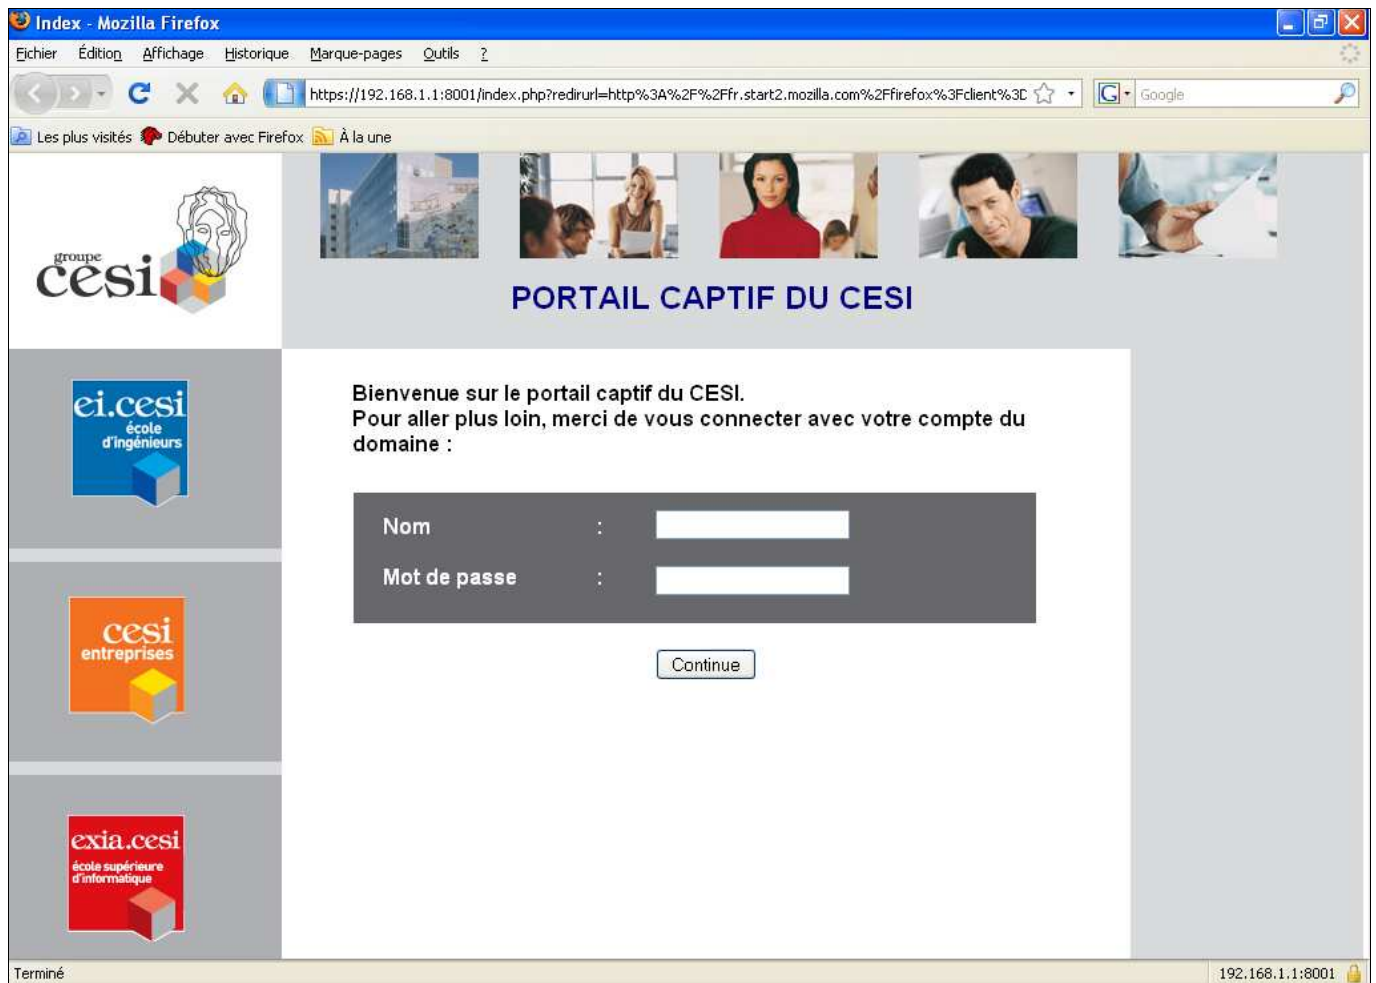 Index - Mozilla Firefox
Fichier Édition Affichage Historique Marque-pages Outils ?
https://192.168.1.1:8001/index.php?redirurl=http%3A%2F%2Ffr.start2.mozilla.com%2Ffirefox%3Fclient%3D
Google
Les plus visités Débuter avec Firefox À la une
groupe
cesi
PORTAIL CAPTIF DU CESI
ei.cesi
école
d'ingénieurs
Bienvenue sur le portail captif du CESI.
Pour aller plus loin, merci de vous connecter avec votre compte du
domaine :
Nom :
Mot de passe :
Continue
cesi
entreprises
exia.cesi
école supérieure
d'informatique
Terminé 192.168.1.1:8001